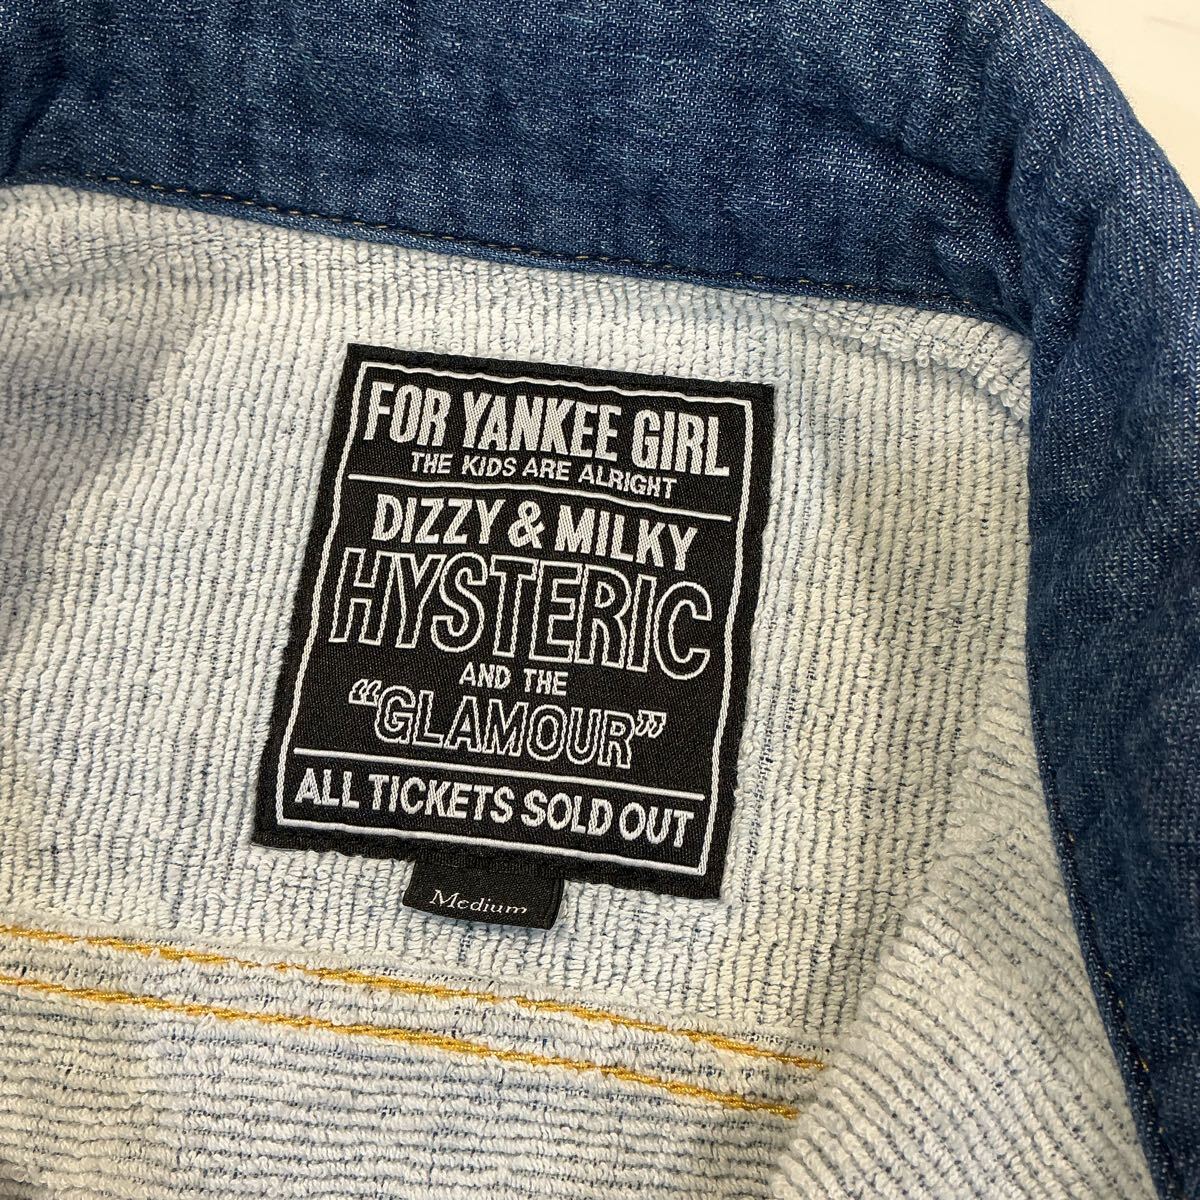 FOR YANKEE GIRL
THE KIDS ARE ALRIGHT
DIZZY & MILKY
HYSTERIC
AND THE
“GLAMOUR”
ALL TICKETS SOLD OUT
Medium